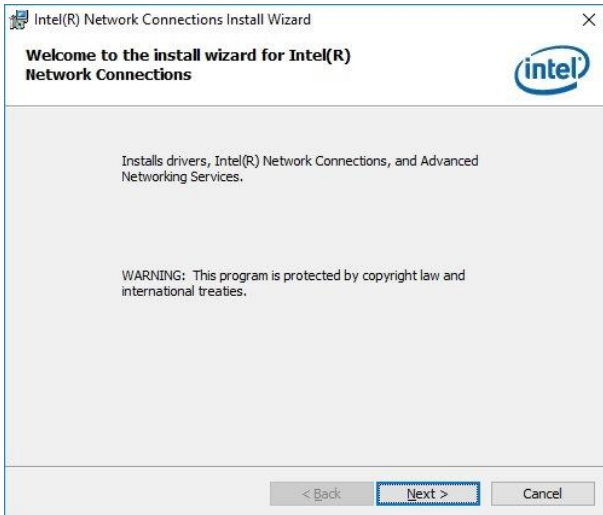 Intel(R) Network Connections Install Wizard
Welcome to the install wizard for Intel(R)
Network Connections
intel
Installs drivers, Intel(R) Network Connections, and Advanced
Networking Services.
WARNING: This program is protected by copyright law and
international treaties.
< Back Next > Cancel